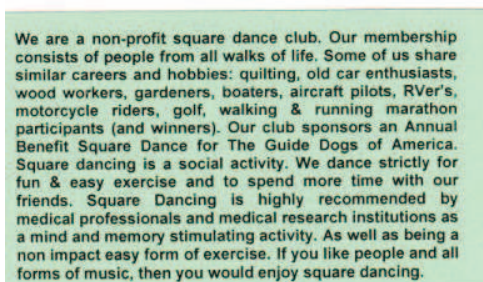 We are a non-profit square dance club. Our membership
consists of people from all walks of life. Some of us share
similar careers and hobbies: quilting, old car enthusiasts,
wood workers, gardeners, boaters, aircraft pilots, RVer's,
motorcycle riders, golf, walking & running marathon
participants (and winners). Our club sponsors an Annual
Benefit Square Dance for The Guide Dogs of America.
Square dancing is a social activity. We dance strictly for
fun & easy exercise and to spend more time with our
friends. Square Dancing is highly recommended by
medical professionals and medical research institutions as
a mind and memory stimulating activity. As well as being a
non impact easy form of exercise. If you like people and all
forms of music, then you would enjoy square dancing.